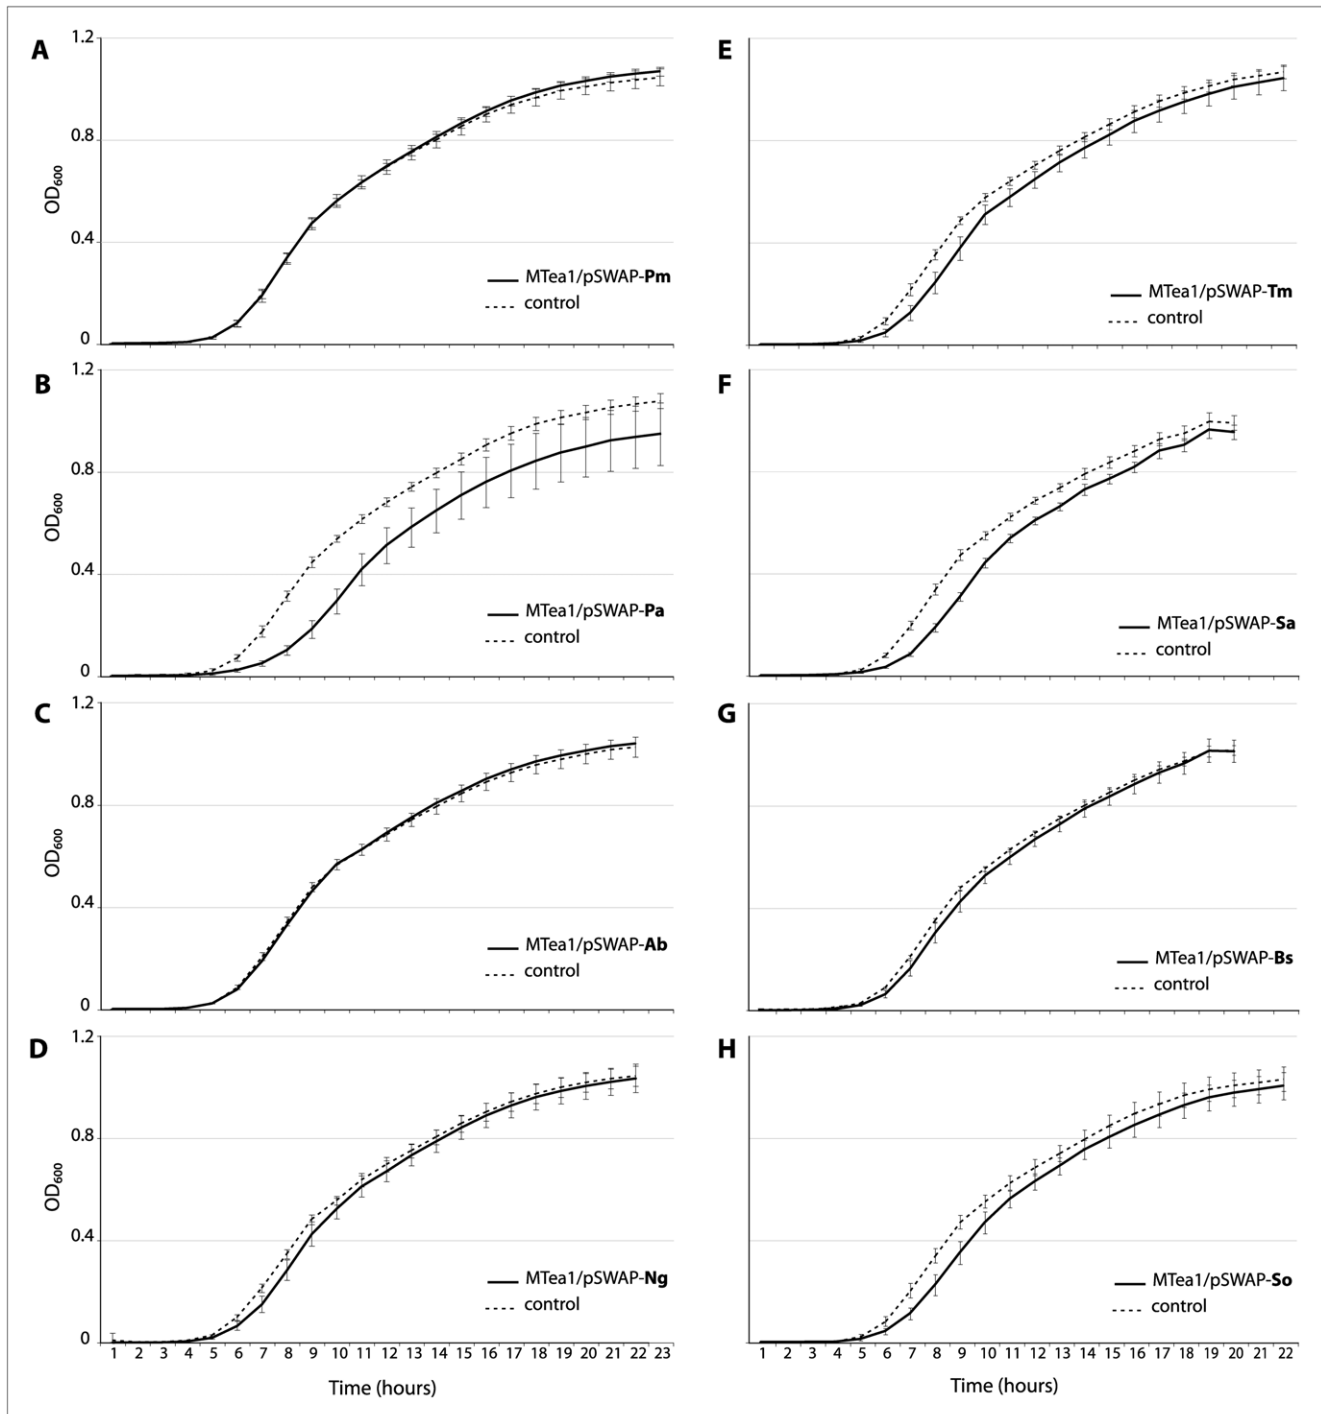 A
1.2
0.8
0.4
0
OD600
MTea1/pSWAP-Pm
control
B
1.2
0.8
0.4
0
OD600
MTea1/pSWAP-Pa
control
C
1.2
0.8
0.4
0
OD600
MTea1/pSWAP-Ab
control
D
1.2
0.8
0.4
0
OD600
MTea1/pSWAP-Ng
control
1 2 3 4 5 6 7 8 9 10 11 12 13 14 15 16 17 18 19 20 21 22 23
Time (hours)
E
MTea1/pSWAP-Tm
control
F
MTea1/pSWAP-Sa
control
G
MTea1/pSWAP-Bs
control
H
MTea1/pSWAP-So
control
1 2 3 4 5 6 7 8 9 10 11 12 13 14 15 16 17 18 19 20 21 22
Time (hours)